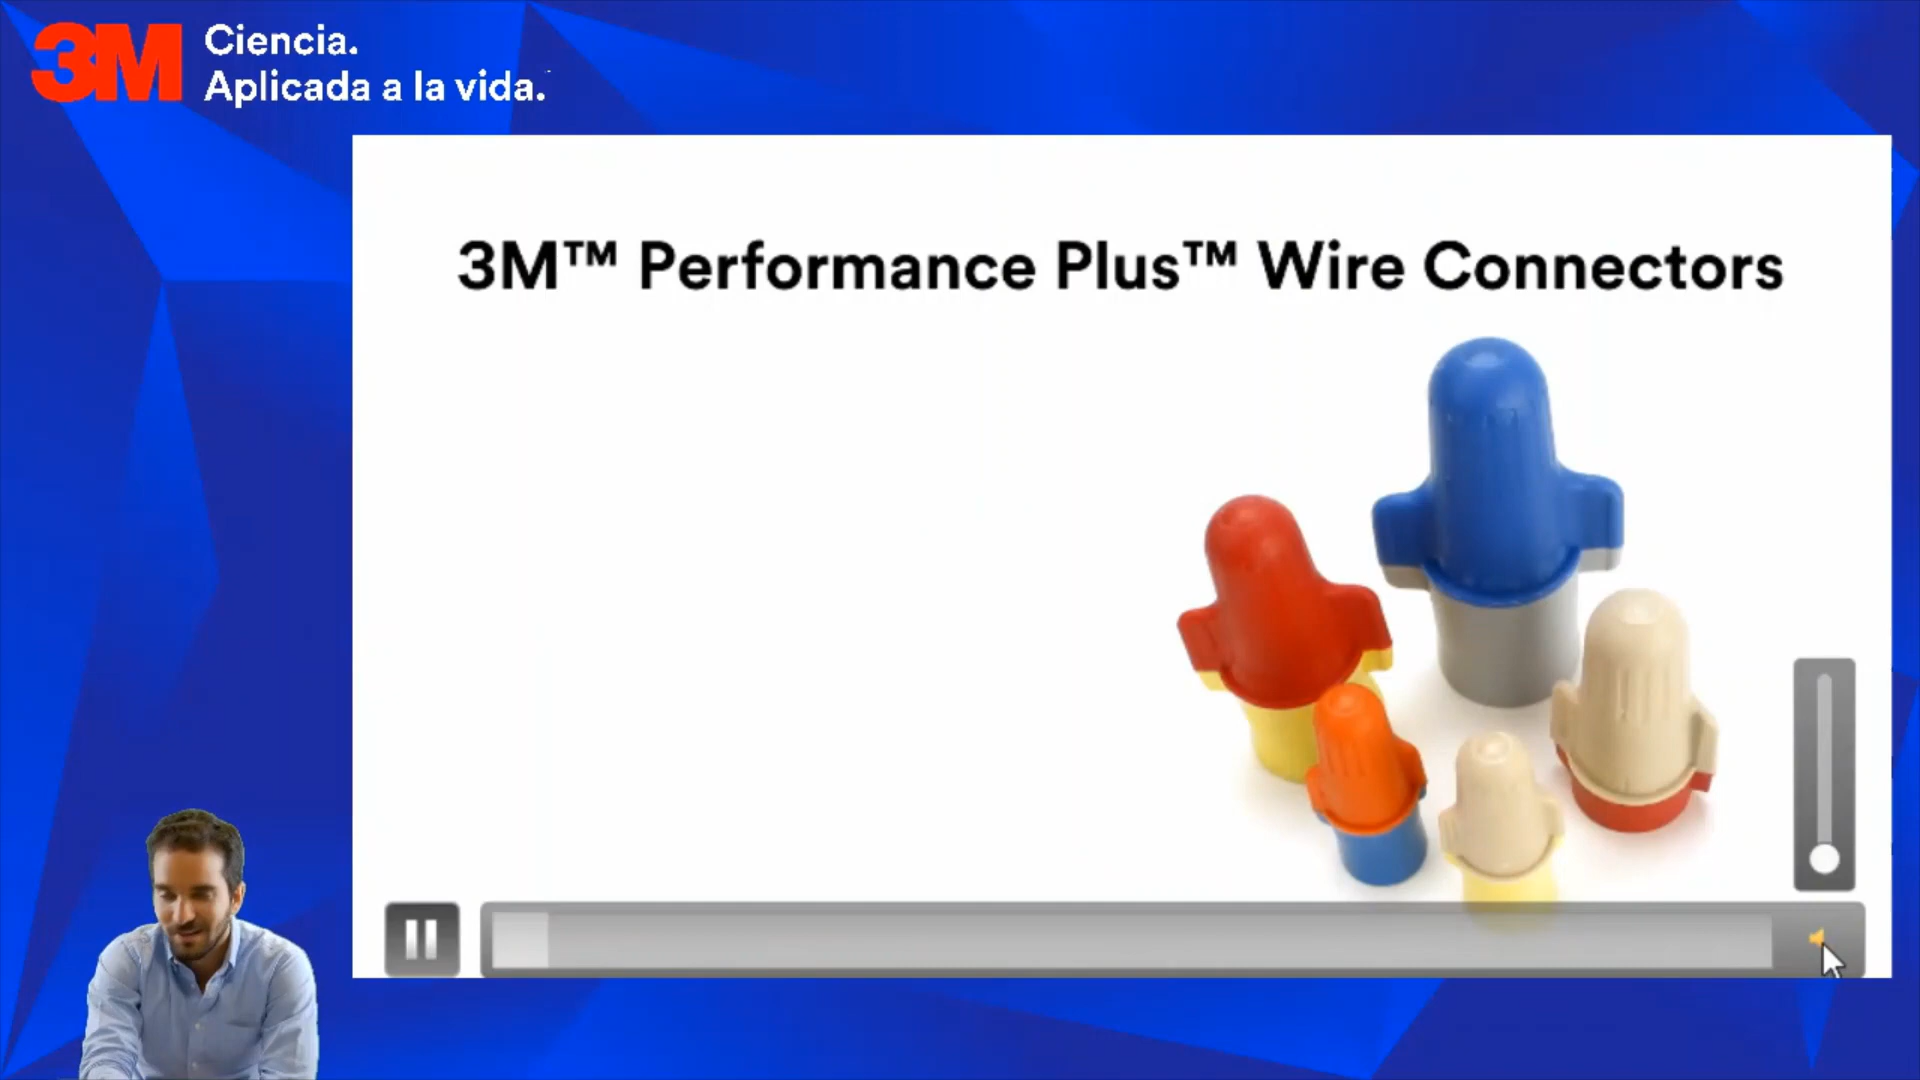 3M
Ciencia.
Aplicada a la vida.
3M™ Performance Plus™ Wire Connectors